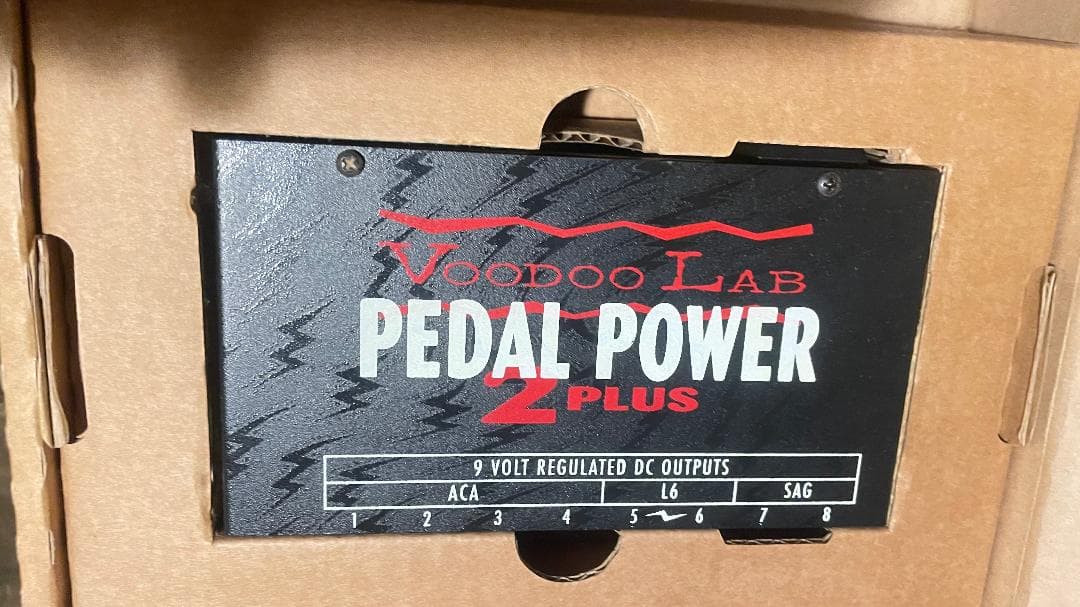 VOODOO LAB
PEDAL POWER
2 PLUS
9 VOLT REGULATED DC OUTPUTS
ACA L6 SAG
1 2 3 4 5 6 7 8